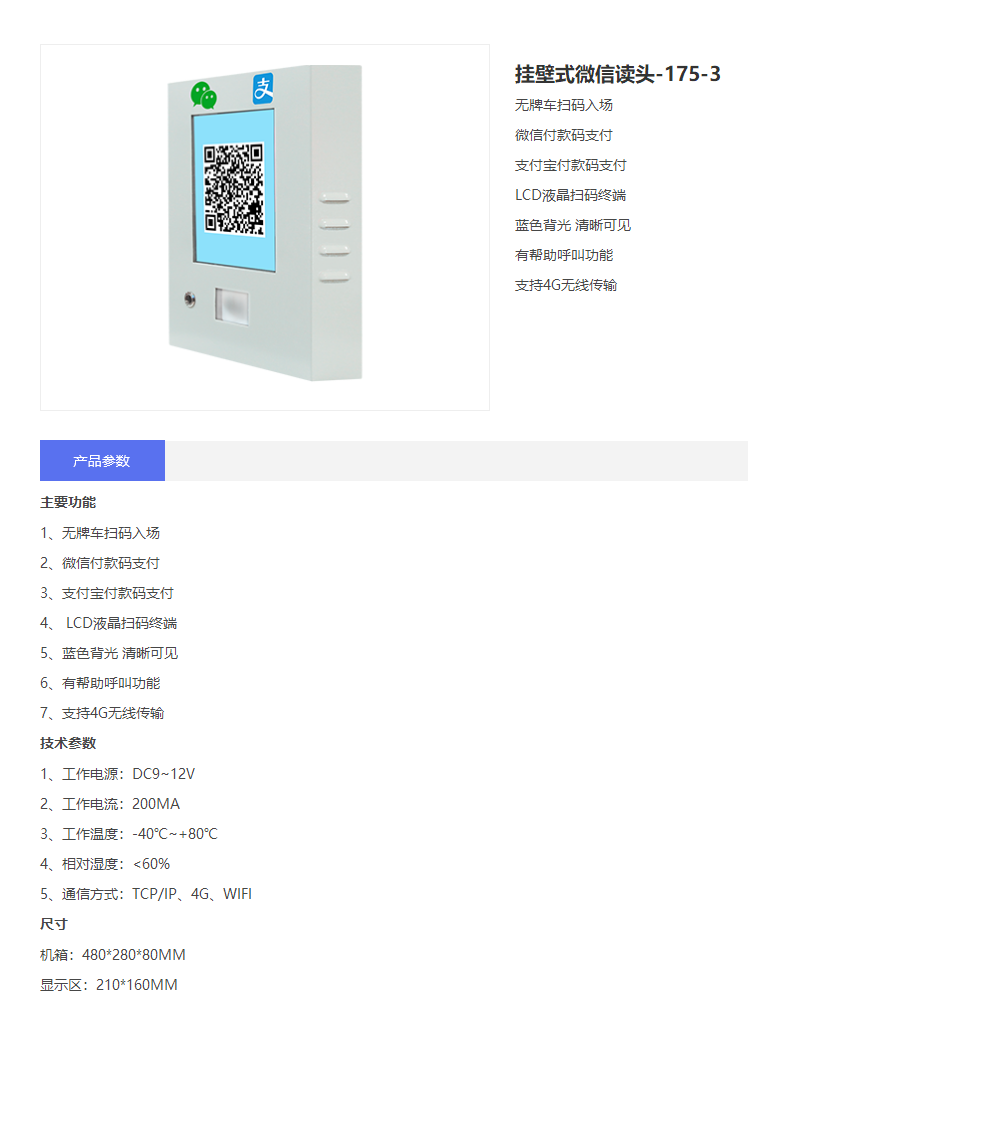 挂壁式微信读头-175-3
无牌车扫码入场
微信付款码支付
支付宝付款码支付
LCD液晶扫码终端
蓝色背光 清晰可见
有帮助呼叫功能
支持4G无线传输
支
产品参数
主要功能
1、无牌车扫码入场
2、微信付款码支付
3、支付宝付款码支付
4、 LCD液晶扫码终端
5、蓝色背光 清晰可见
6、有帮助呼叫功能
7、支持4G无线传输
技术参数
1、工作电源：DC9~12V
2、工作电流：200MA
3、工作温度：-40℃~+80℃
4、相对湿度：<60%
5、通信方式：TCP/IP、4G、WIFI
尺寸
机箱：480*280*80MM
显示区：210*160MM